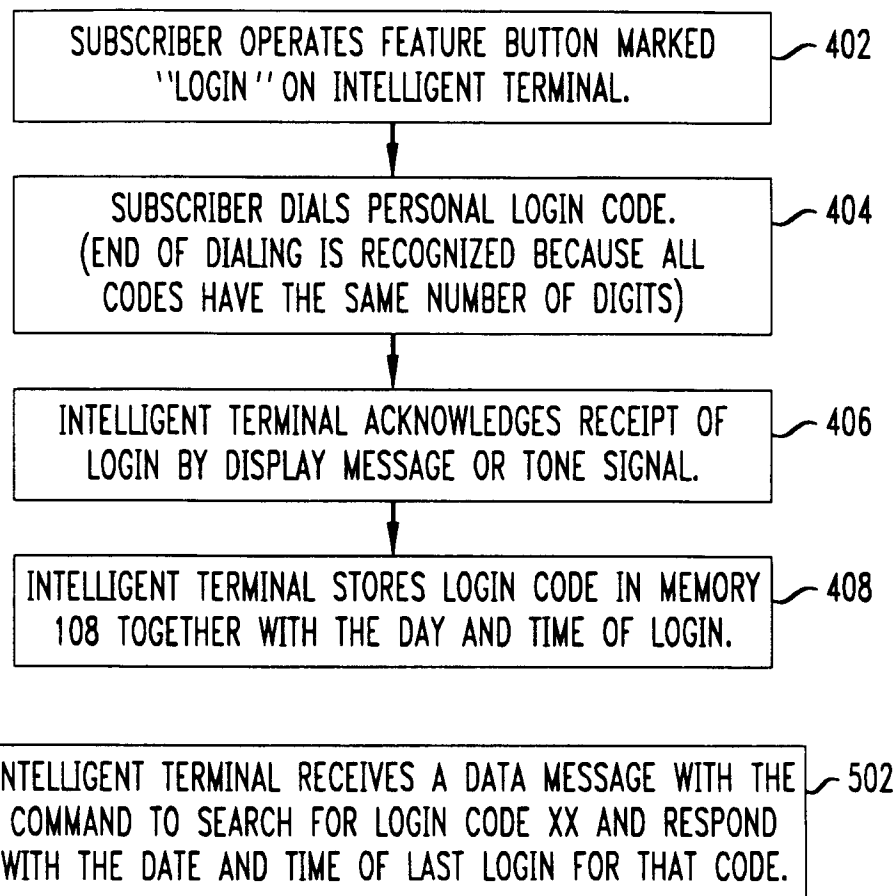 SUBSCRIBER OPERATES FEATURE BUTTON MARKED
''LOGIN'' ON INTELLIGENT TERMINAL.
402
SUBSCRIBER DIALS PERSONAL LOGIN CODE.
(END OF DIALING IS RECOGNIZED BECAUSE ALL
CODES HAVE THE SAME NUMBER OF DIGITS)
404
INTELLIGENT TERMINAL ACKNOWLEDGES RECEIPT OF
LOGIN BY DISPLAY MESSAGE OR TONE SIGNAL.
406
INTELLIGENT TERMINAL STORES LOGIN CODE IN MEMORY
108 TOGETHER WITH THE DAY AND TIME OF LOGIN.
408
NTELLIGENT TERMINAL RECEIVES A DATA MESSAGE WITH THE
COMMAND TO SEARCH FOR LOGIN CODE XX AND RESPOND
WITH THE DATE AND TIME OF LAST LOGIN FOR THAT CODE.
502